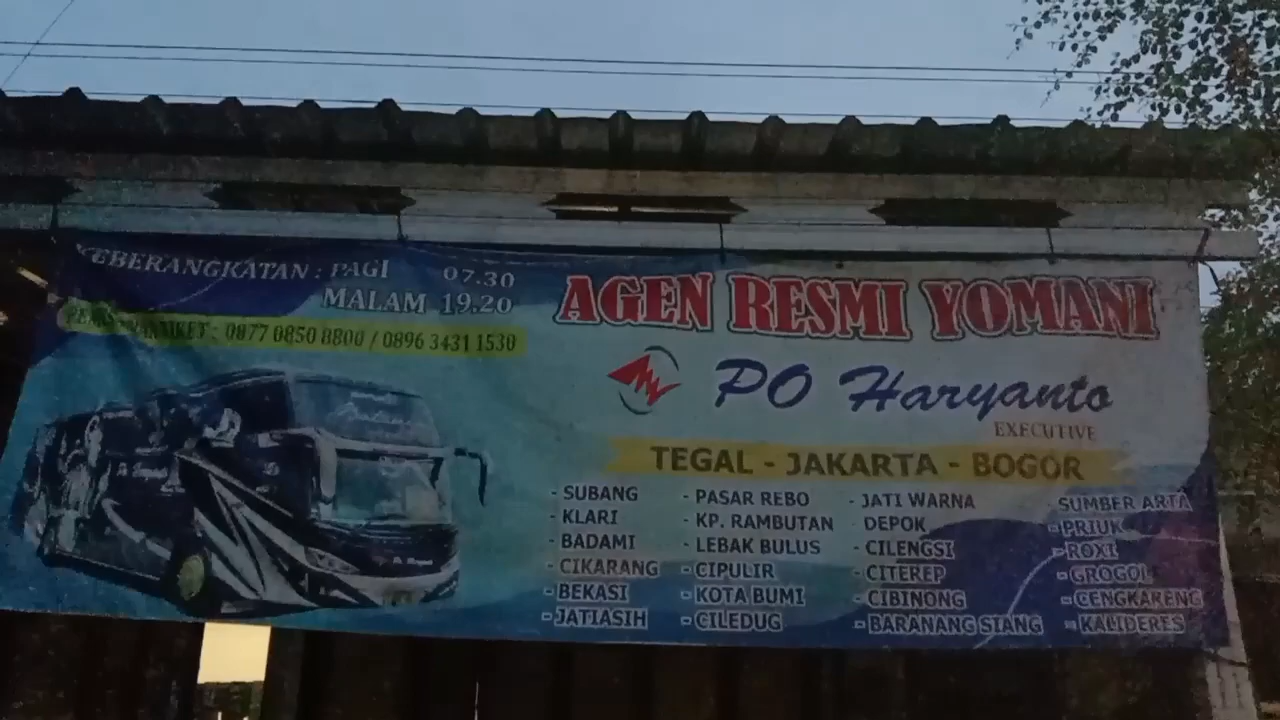 KEBERANGKATAN : PAGI 07.30
MALAM 19.20
0877 0850 8800 / 0896 3431 1530
AGEN RESMI YOMANI
PO Haryanto
EXECUTIVE
TEGAL - JAKARTA - BOGOR
- SUBANG
- KLARI
- BADAMI
- CIKARANG
- BEKASI
- JATIASIH
- PASAR REBO
- KP. RAMBUTAN
- LEBAK BULUS
- CIPULIR
- KOTA BUMI
- CILEDUG
- JATI WARNA
DEPOK
- CILENGSI
- CITEREP
- CIBINONG
- BARANANG SIANG
SUMBER ARTA
- PRIUK
- ROXI
- GROGOL
- CENGKARENG
- KALIDERES